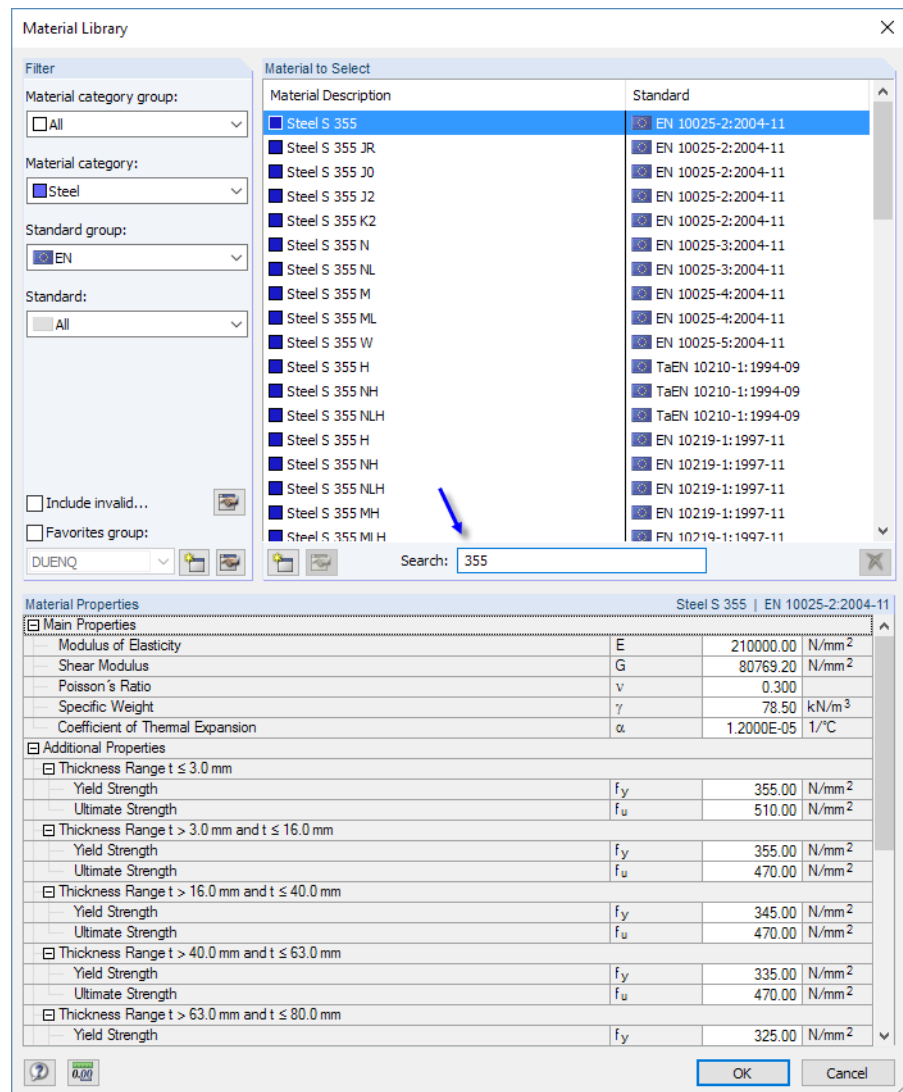 Material Library
Filter
Material category group:
All
Material category:
Steel
Standard group:
EN
Standard:
All
Include invalid...
Favorites group:
DUENQ
Material to Select
Material Description Standard
Steel S 355 EN 10025-2:2004-11
Steel S 355 JR EN 10025-2:2004-11
Steel S 355 J0 EN 10025-2:2004-11
Steel S 355 J2 EN 10025-2:2004-11
Steel S 355 K2 EN 10025-2:2004-11
Steel S 355 N EN 10025-3:2004-11
Steel S 355 NL EN 10025-3:2004-11
Steel S 355 M EN 10025-4:2004-11
Steel S 355 ML EN 10025-4:2004-11
Steel S 355 W EN 10025-5:2004-11
Steel S 355 H TaEN 10210-1:1994-09
Steel S 355 NH TaEN 10210-1:1994-09
Steel S 355 NLH TaEN 10210-1:1994-09
Steel S 355 H EN 10219-1:1997-11
Steel S 355 NH EN 10219-1:1997-11
Steel S 355 NLH EN 10219-1:1997-11
Steel S 355 MH EN 10219-1:1997-11
Steel S 355 MLH EN 10219-1:1997-11
Search: 355
Material Properties Steel S 355 | EN 10025-2:2004-11
Main Properties
Modulus of Elasticity E 210000.00 N/mm²
Shear Modulus G 80769.20 N/mm²
Poisson´s Ratio ν 0.300
Specific Weight γ 78.50 kN/m³
Coefficient of Thermal Expansion α 1.2000E-05 1/°C
Additional Properties
Thickness Range t ≤ 3.0 mm
Yield Strength fy 355.00 N/mm²
Ultimate Strength fu 510.00 N/mm²
Thickness Range t > 3.0 mm and t ≤ 16.0 mm
Yield Strength fy 355.00 N/mm²
Ultimate Strength fu 470.00 N/mm²
Thickness Range t > 16.0 mm and t ≤ 40.0 mm
Yield Strength fy 345.00 N/mm²
Ultimate Strength fu 470.00 N/mm²
Thickness Range t > 40.0 mm and t ≤ 63.0 mm
Yield Strength fy 335.00 N/mm²
Ultimate Strength fu 470.00 N/mm²
Thickness Range t > 63.0 mm and t ≤ 80.0 mm
Yield Strength fy 325.00 N/mm²
0.00
OK Cancel